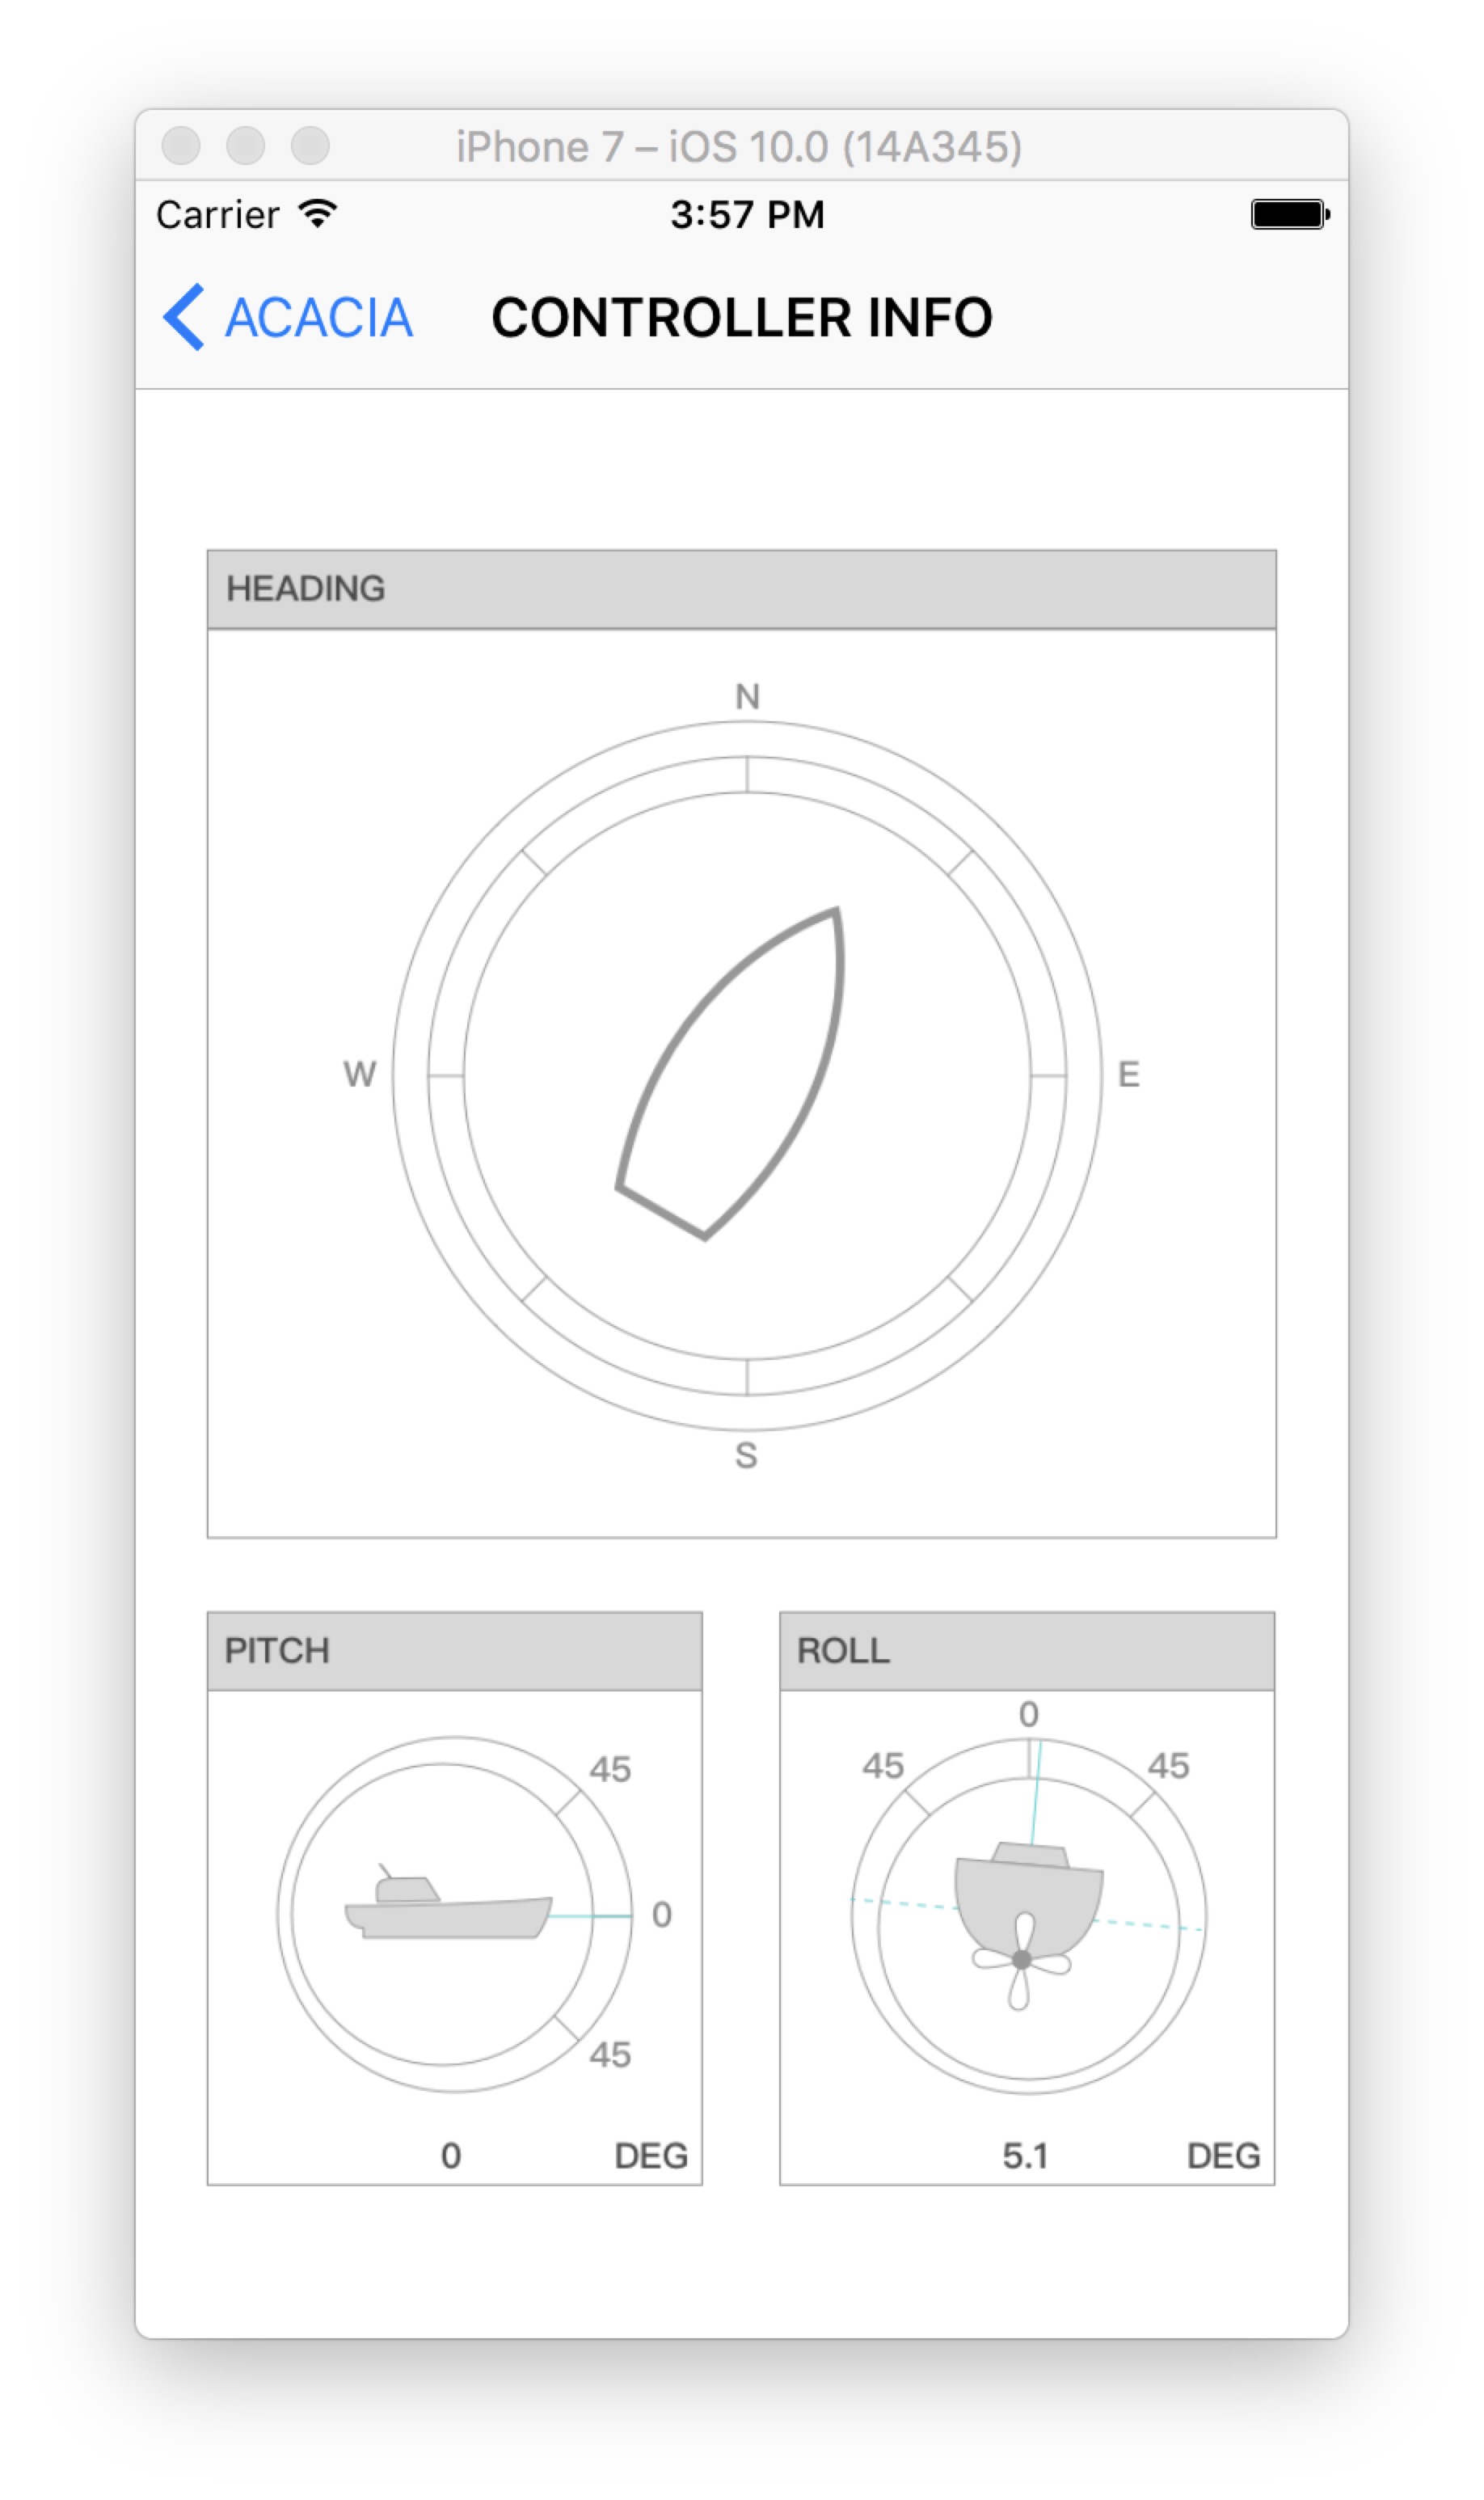 iPhone 7 – iOS 10.0 (14A345)
Carrier 3:57 PM
ACACIA CONTROLLER INFO
HEADING
N
W E
S
PITCH
45
0
45
0 DEG
ROLL
0
45 45
5.1 DEG